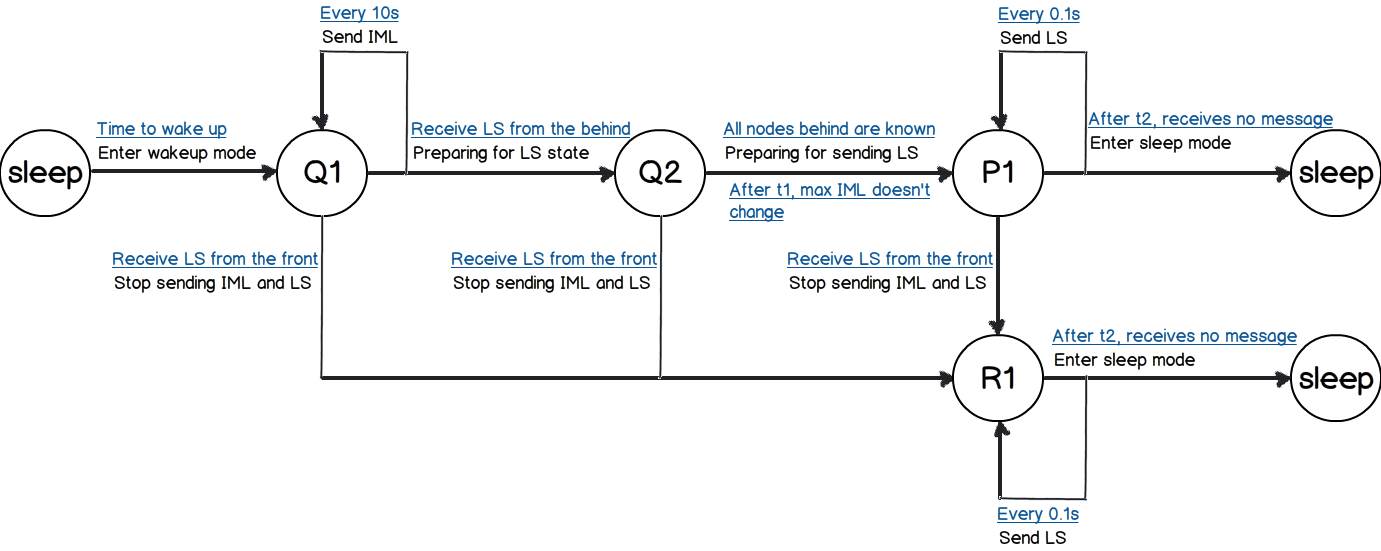 Every 10s
Send IML
Every 0.1s
Send LS
Time to wake up
Enter wakeup mode
Receive LS from the behind
Preparing for LS state
All nodes behind are known
Preparing for sending LS
After t2, receives no message
Enter sleep mode
sleep
Q1
Q2
P1
sleep
After t1, max IML doesn't
change
Receive LS from the front
Stop sending IML and LS
Receive LS from the front
Stop sending IML and LS
Receive LS from the front
Stop sending IML and LS
After t2, receives no message
Enter sleep mode
R1
sleep
Every 0.1s
Send LS